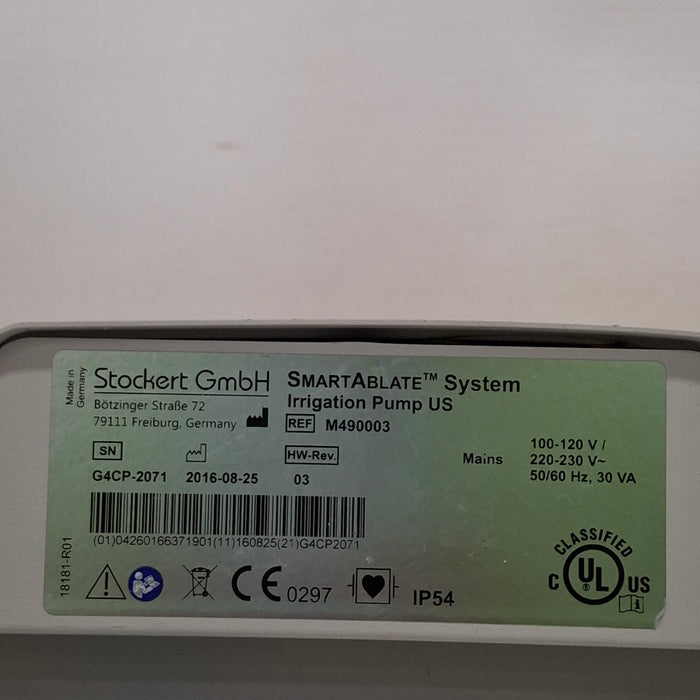 Made in
Germany
Stockert GmbH
Bötzinger Straße 72
79111 Freiburg, Germany
SMARTABLATE™ System
Irrigation Pump US
REF M490003
SN
HW-Rev.
G4CP-2071 2016-08-25 03
Mains
100-120 V /
220-230 V~
50/60 Hz, 30 VA
(01)04260166371901(11)160825(21)G4CP2071
18181-R01
CE 0297
IP54
CLASSIFIED
C UL ® US